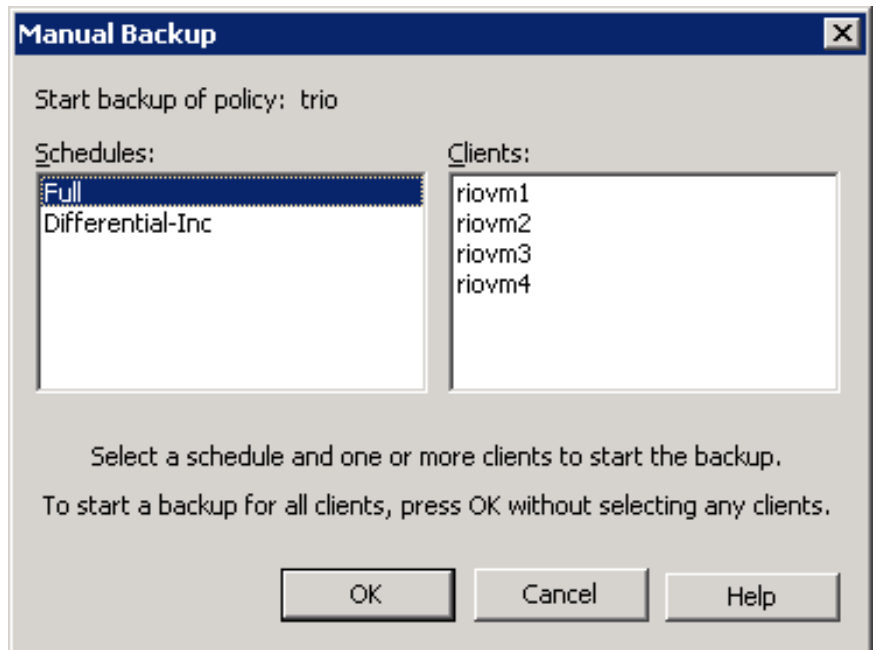 Manual Backup
Start backup of policy: trio
Schedules:
Full
Differential-Inc
Clients:
riovm1
riovm2
riovm3
riovm4
Select a schedule and one or more clients to start the backup.
To start a backup for all clients, press OK without selecting any clients.
OK
Cancel
Help